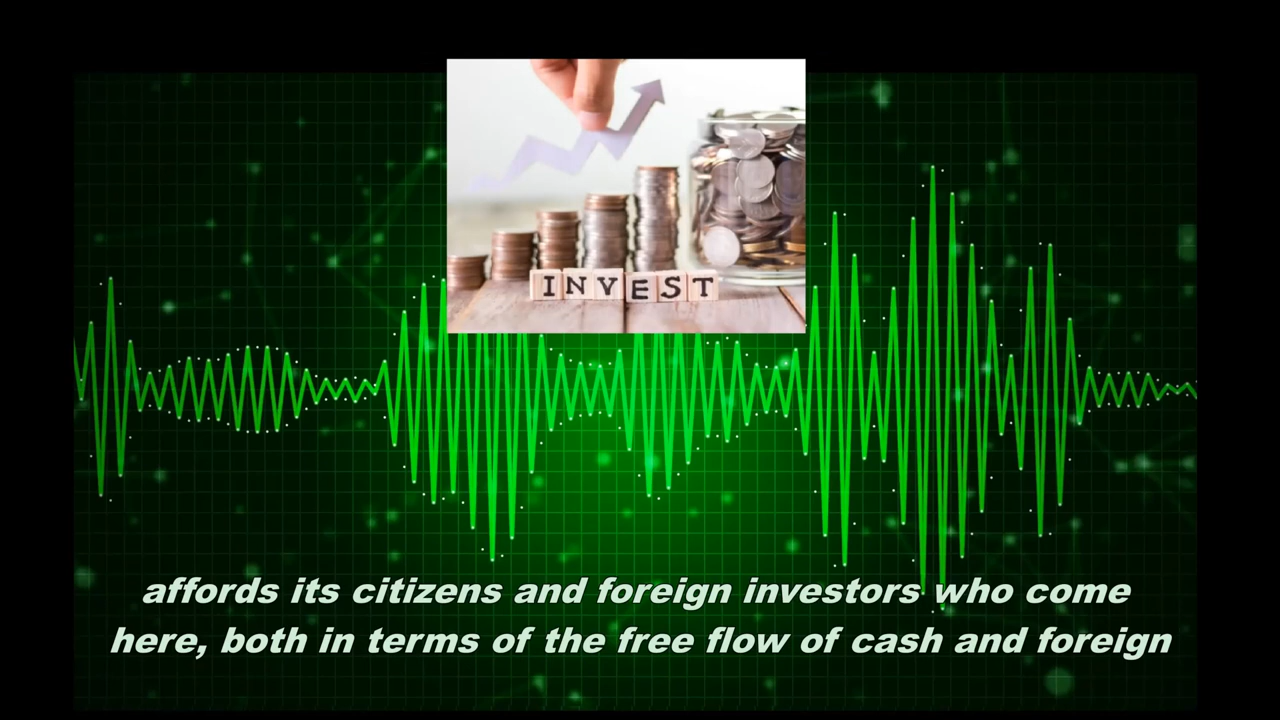 INVEST
affords its citizens and foreign investors who come
here, both in terms of the free flow of cash and foreign